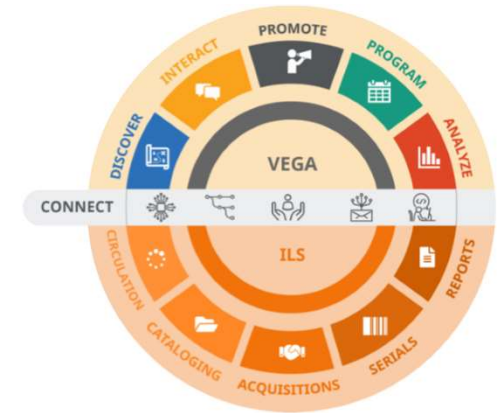 PROMOTE
INTERACT
PROGRAM
DISCOVER
ANALYZE
VEGA
CONNECT
ILS
CIRCULATION
REPORTS
CATALOGING
SERIALS
ACQUISITIONS